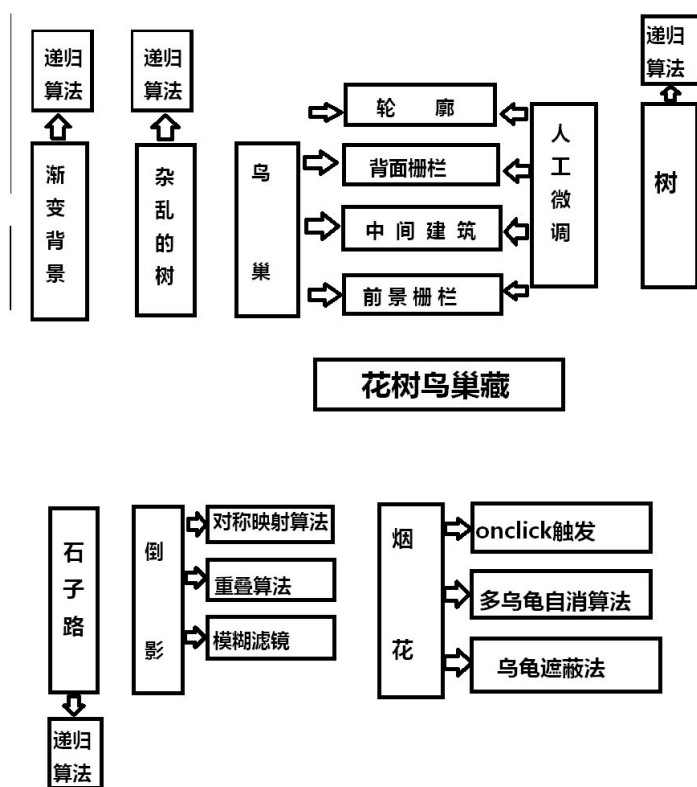 递归
算法
递归
算法
递归
算法
渐变背景
杂乱的树
鸟巢
轮廓
背面栅栏
中间建筑
前景栅栏
人工微调
树
花树鸟巢藏
石子路
递归
算法
倒影
对称映射算法
重叠算法
模糊滤镜
烟花
onclick触发
多乌龟自消算法
乌龟遮蔽法